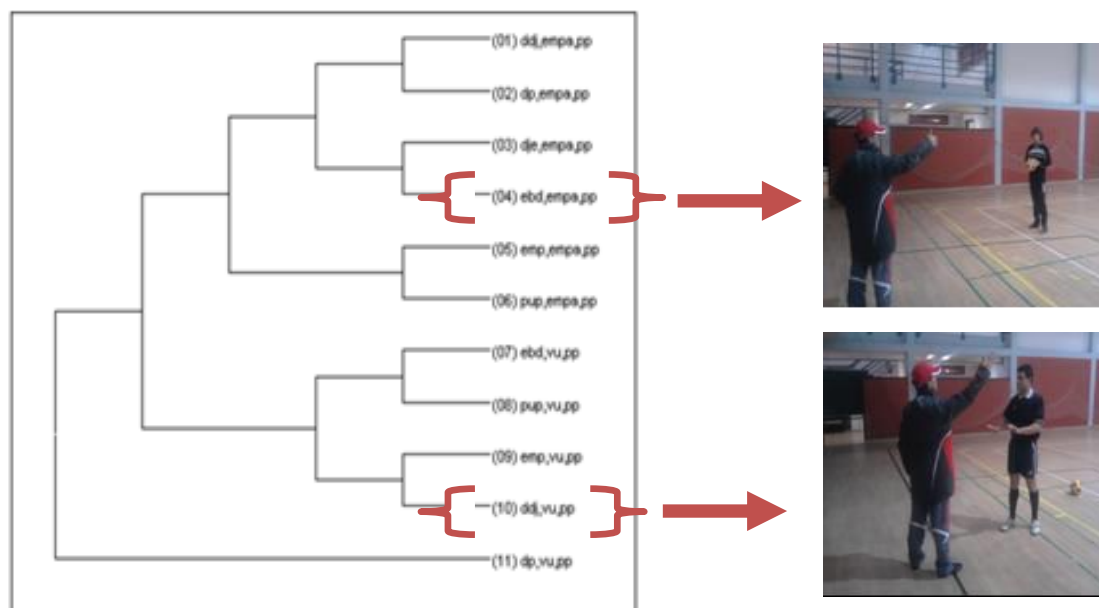 (01) ddj,empa,pp
(02) dp,empa,pp
(03) dje,empa,pp
(04) ebd,empa,pp
(05) emp,empa,pp
(06) pup,empa,pp
(07) ebd,vu,pp
(08) pup,vu,pp
(09) emp,vu,pp
(10) ddj,vu,pp
(11) dp,vu,pp